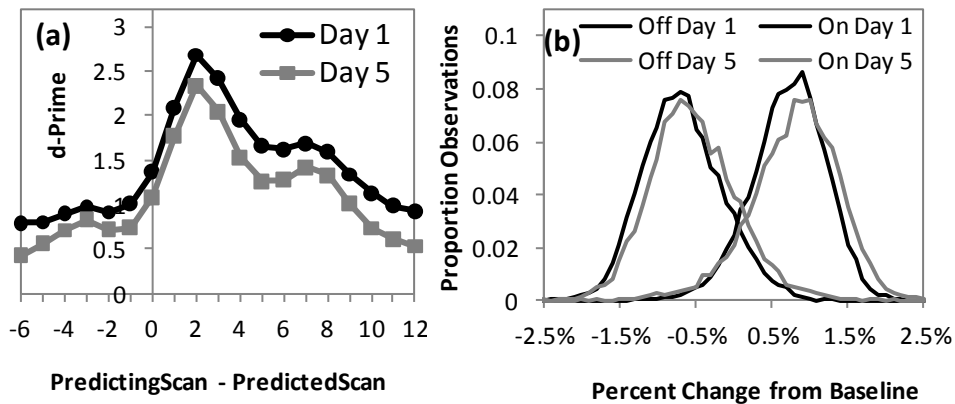 (a)
Day 1
Day 5
d-Prime
3
2.5
2
1.5
1
0.5
0
-6 -4 -2 0 2 4 6 8 10 12
PredictingScan - PredictedScan
(b)
Off Day 1 On Day 1
Off Day 5 On Day 5
Proportion Observations
0.1
0.08
0.06
0.04
0.02
0
-2.5% -1.5% -0.5% 0.5% 1.5% 2.5%
Percent Change from Baseline